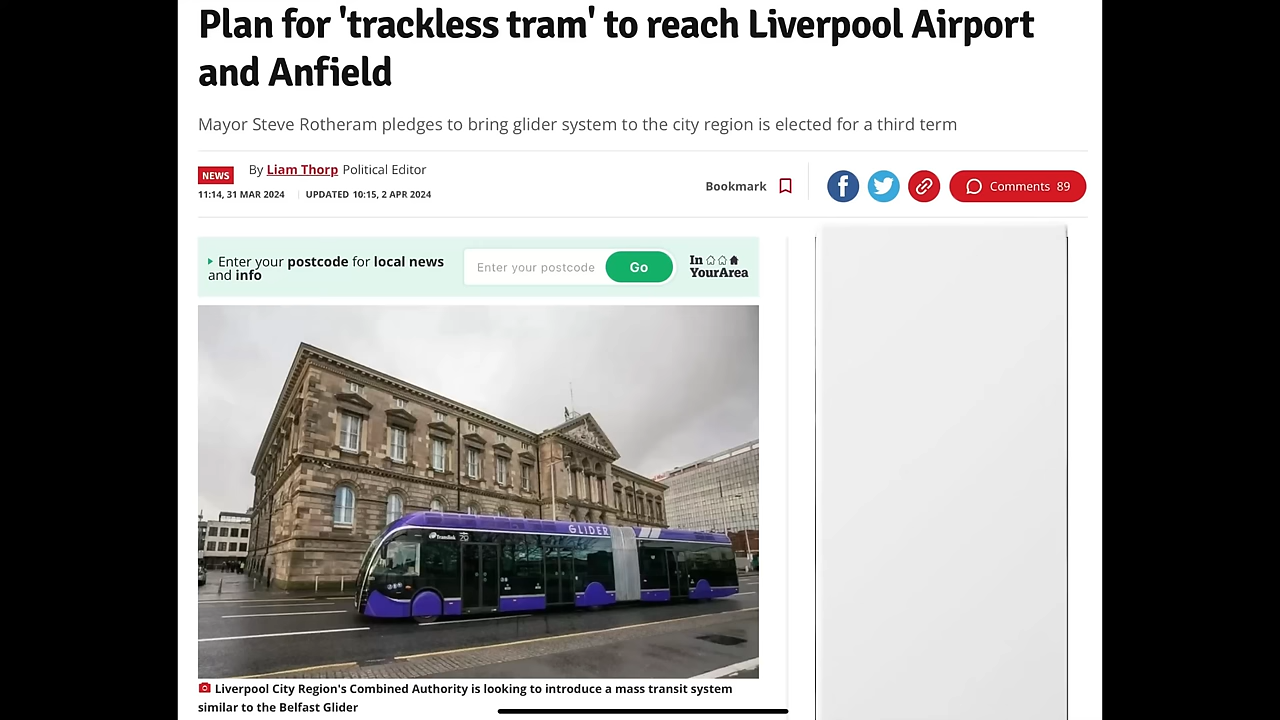 Plan for 'trackless tram' to reach Liverpool Airport
and Anfield
Mayor Steve Rotheram pledges to bring glider system to the city region is elected for a third term
NEWS
By Liam Thorp Political Editor
11:14, 31 MAR 2024
UPDATED 10:15, 2 APR 2024
Bookmark
Comments 89
Enter your postcode for local news
and info
Enter your postcode
Go
In
YourArea
GLIDER
Translink
Liverpool City Region's Combined Authority is looking to introduce a mass transit system
similar to the Belfast Glider